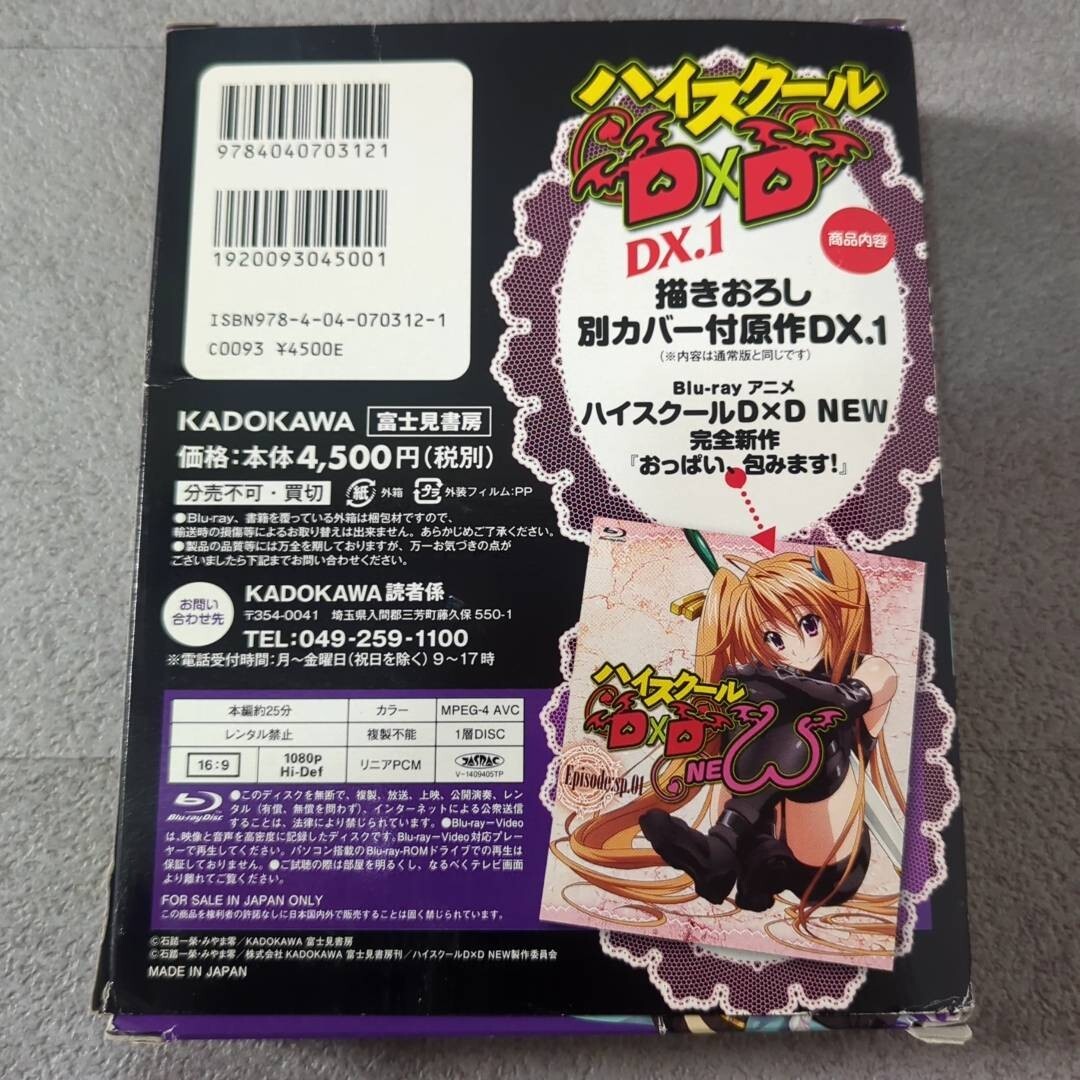 9784040703121
1920093045001
ISBN978-4-04-070312-1
C0093 ¥4500E
KADOKAWA 富士見書房
価格:本体4,500円(税別)
分売不可・買切 紙 外箱 プラ 外装フィルム:PP
●Blu-ray、書籍を覆っている外箱は梱包材ですので、
輸送時の損傷等によるお取り替えは出来ません。あらかじめご了承ください。
●製品の品質等には万全を期しておりますが、万一お気づきの点が
ございましたら下記までお問い合わせください。
お問い
合わせ先
KADOKAWA 読者係
〒354-0041 埼玉県入間郡三芳町藤久保 550-1
TEL:049-259-1100
※電話受付時間:月〜金曜日(祝日を除く) 9〜17時
本編約25分 カラー MPEG-4 AVC
レンタル禁止 複製不能 1層DISC
16:9 1080p Hi-Def リニアPCM JASRAC V-1409405TP
Blu-ray Disc
●このディスクを無断で、複製、放送、上映、公開演奏、レン
タル(有償、無償を問わず)、インターネットによる公衆送信
することは、法律により禁じられています。●Blu-ray-Video
は、映像と音声を高密度に記録したディスクです。Blu-ray-Video 対応プレー
ヤーで再生してください。パソコン搭載のBlu-ray-ROMドライブでの再生は
保証しておりません。●ご試聴の際は部屋を明るくし、なるべくテレビ画面
より離れてご覧ください。
FOR SALE IN JAPAN ONLY
この商品を権利者の許諾なしに日本国内外で販売することは固く禁じられています。
©石踏一榮・みやま零/KADOKAWA 富士見書房
©石踏一榮・みやま零/株式会社 KADOKAWA 富士見書房刊/ハイスクールD×D NEW製作委員会
MADE IN JAPAN
ハイスクール
D×D
DX.1
商品内容
描きおろし
別カバー付原作DX.1
(※内容は通常版と同じです)
Blu-ray アニメ
ハイスクールD×D NEW
完全新作
『おっぱい、包みます!』
ハイスクール
D×D
NEW
Episode:sp.01